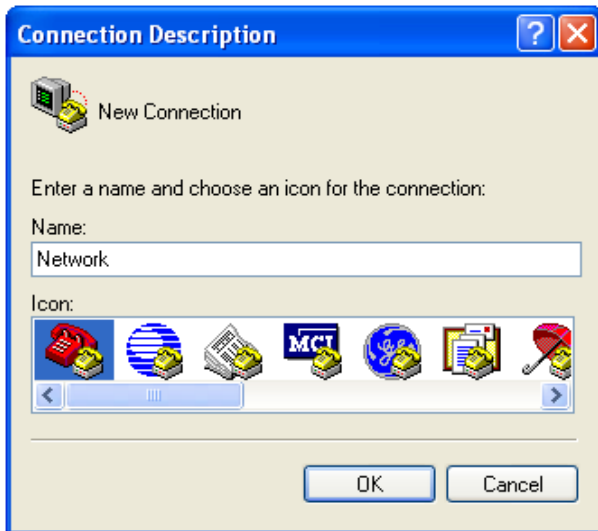 Connection Description
New Connection
Enter a name and choose an icon for the connection:
Name:
Network
Icon:
MCI
OK
Cancel